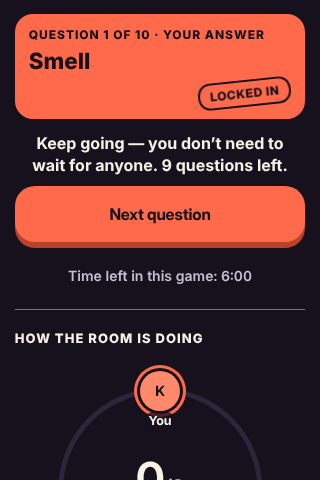 QUESTION 1 OF 10 · YOUR ANSWER
Smell
LOCKED IN
Keep going — you don’t need to
wait for anyone. 9 questions left.
Next question
Time left in this game: 6:00
HOW THE ROOM IS DOING
K
You